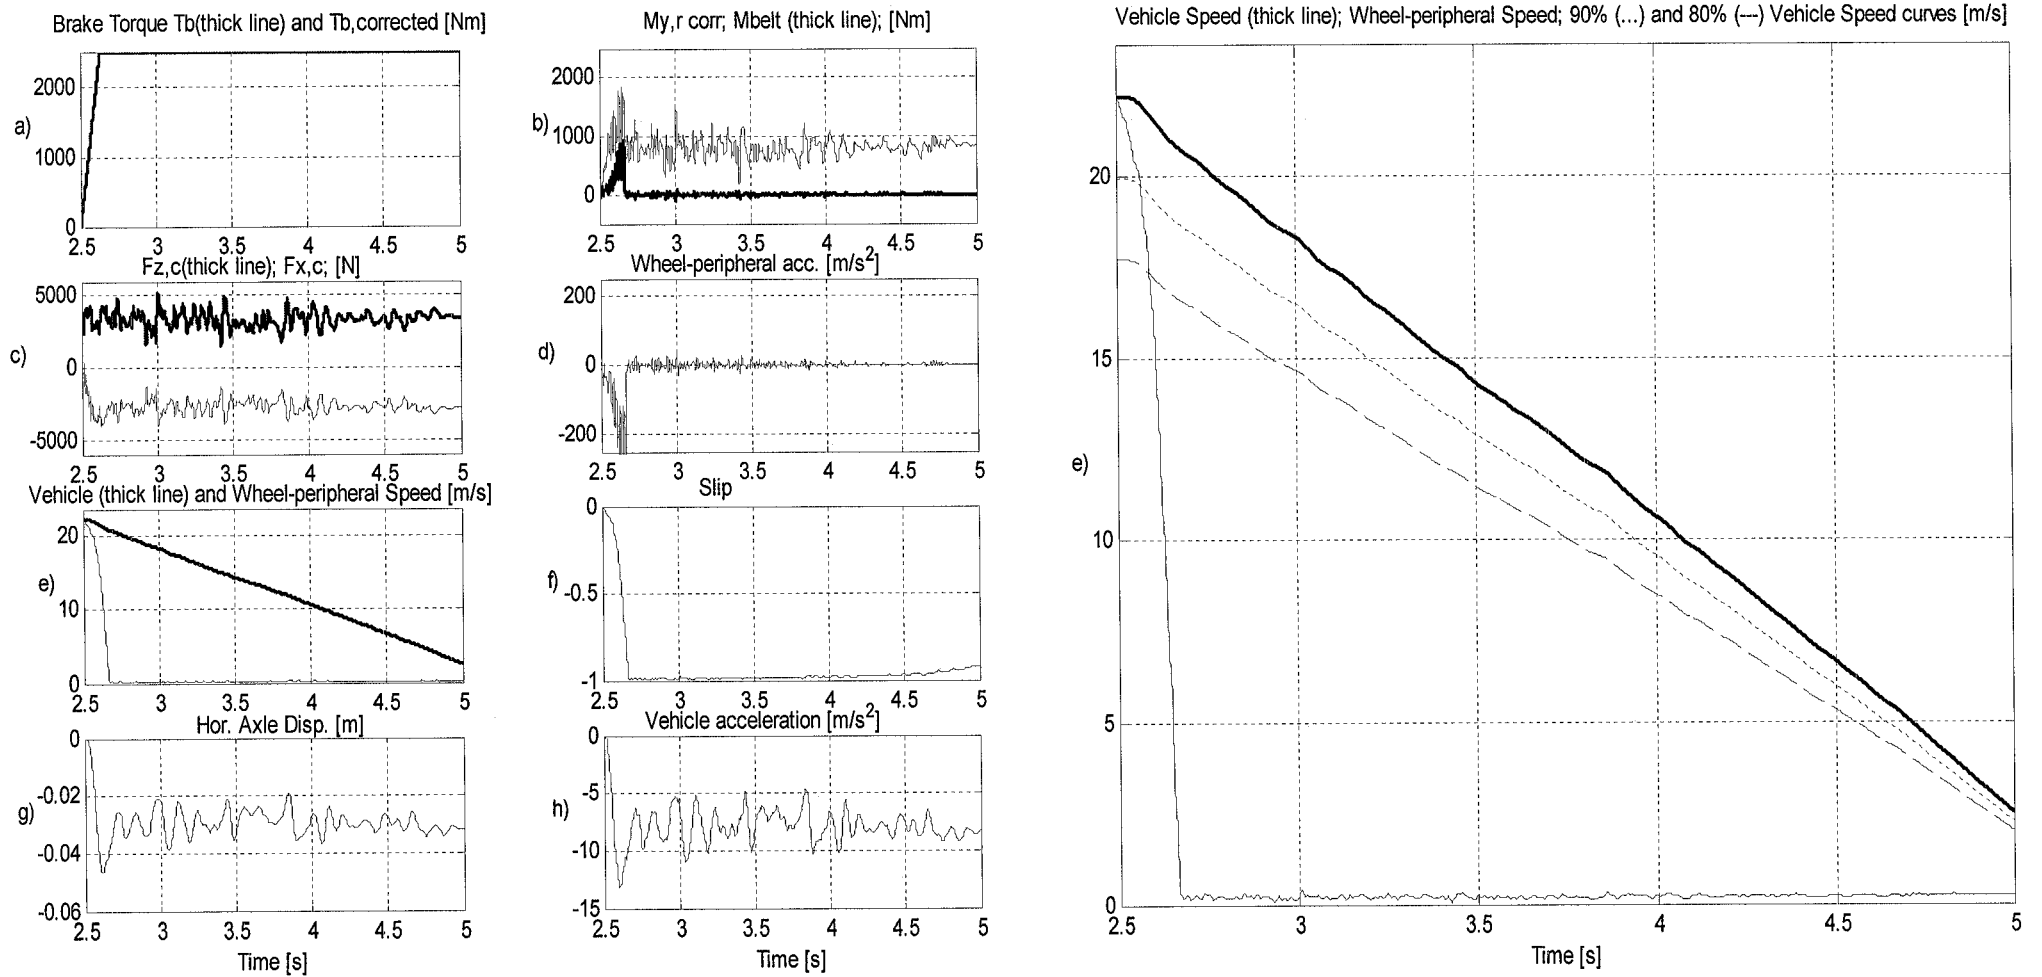 Brake Torque Tb(thick line) and Tb,corrected [Nm]
a)
2000
1000
0
2.5 3 3.5 4 4.5 5
My,r corr; Mbelt (thick line); [Nm]
b)
2000
1000
0
2.5 3 3.5 4 4.5 5
Fz,c(thick line); Fx,c; [N]
c)
5000
0
-5000
2.5 3 3.5 4 4.5 5
Wheel-peripheral acc. [m/s²]
d)
200
0
-200
2.5 3 3.5 4 4.5 5
Vehicle (thick line) and Wheel-peripheral Speed [m/s]
e)
20
10
0
2.5 3 3.5 4 4.5 5
Slip
f)
0
-0.5
-1
2.5 3 3.5 4 4.5 5
Hor. Axle Disp. [m]
g)
0
-0.02
-0.04
-0.06
2.5 3 3.5 4 4.5 5
Time [s]
Vehicle acceleration [m/s²]
h)
0
-5
-10
-15
2.5 3 3.5 4 4.5 5
Time [s]
Vehicle Speed (thick line); Wheel-peripheral Speed; 90% (...) and 80% (---) Vehicle Speed curves [m/s]
e)
20
15
10
5
0
2.5 3 3.5 4 4.5 5
Time [s]